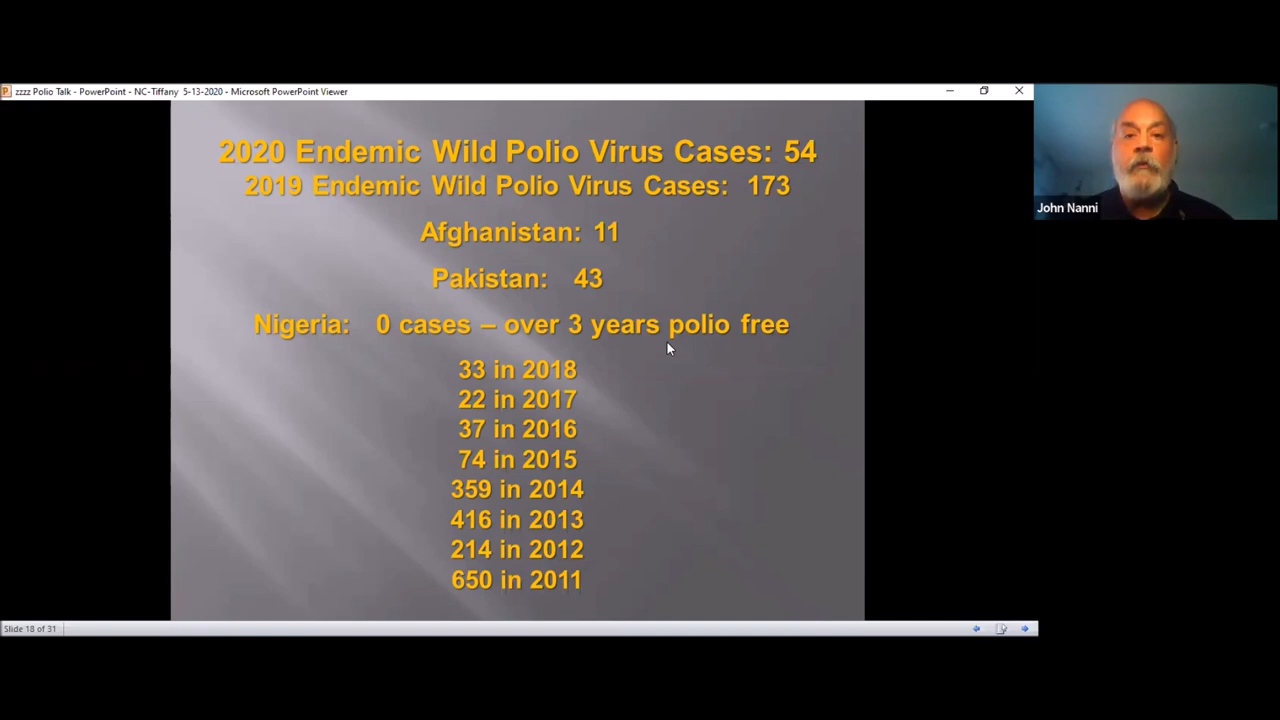 zzzz Polio Talk - PowerPoint - NC-Tiffany 5-13-2020 - Microsoft PowerPoint Viewer
2020 Endemic Wild Polio Virus Cases: 54
2019 Endemic Wild Polio Virus Cases: 173
Afghanistan: 11
Pakistan: 43
Nigeria: 0 cases – over 3 years polio free
33 in 2018
22 in 2017
37 in 2016
74 in 2015
359 in 2014
416 in 2013
214 in 2012
650 in 2011
Slide 18 of 31
John Nanni